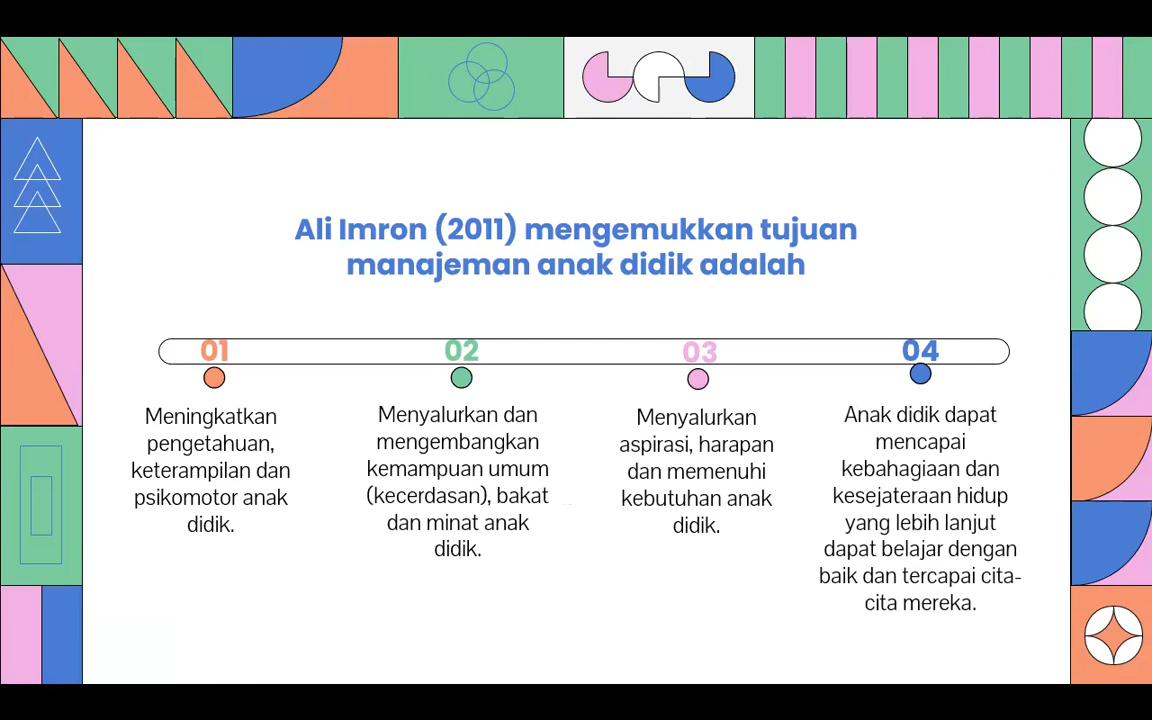 Ali Imron (2011) mengemukkan tujuan
manajeman anak didik adalah
01
Meningkatkan
pengetahuan,
keterampilan dan
psikomotor anak
didik.
02
Menyalurkan dan
mengembangkan
kemampuan umum
(kecerdasan), bakat
dan minat anak
didik.
03
Menyalurkan
aspirasi, harapan
dan memenuhi
kebutuhan anak
didik.
04
Anak didik dapat
mencapai
kebahagiaan dan
kesejateraan hidup
yang lebih lanjut
dapat belajar dengan
baik dan tercapai cita-
cita mereka.